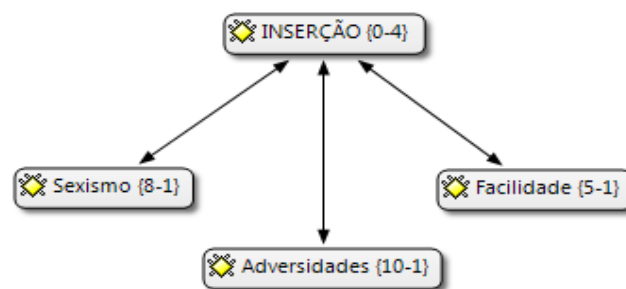 INSERÇÃO {0-4}
Sexismo {8-1}
Facilidade {5-1}
Adversidades {10-1}